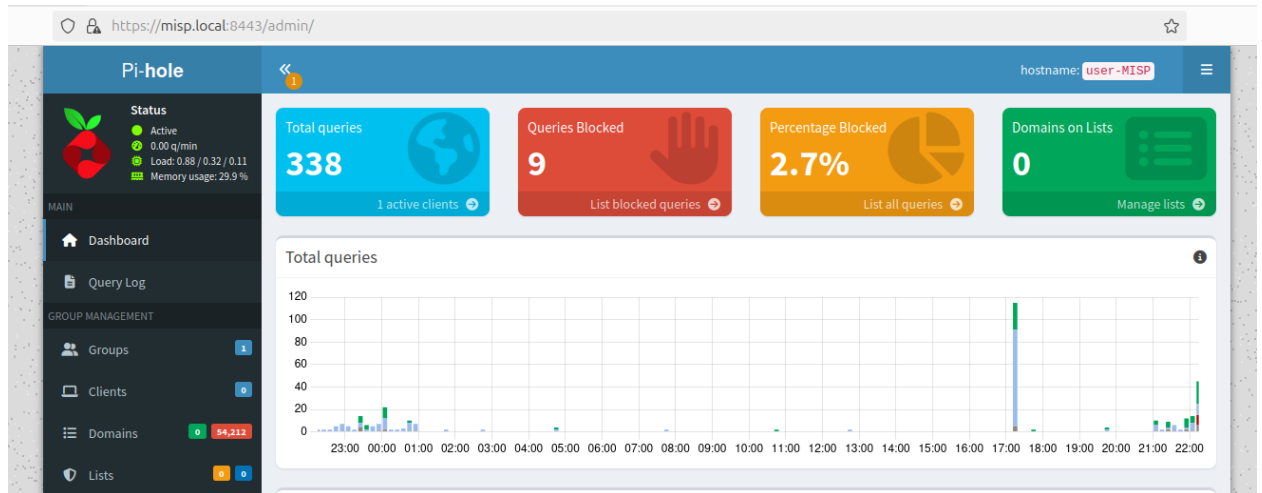 https://misp.local:8443/admin/
Pi-hole
1
hostname: user-MISP
Status
Active
0.00 q/min
Load: 0.88 / 0.32 / 0.11
Memory usage: 29.9 %
MAIN
Dashboard
Query Log
GROUP MANAGEMENT
Groups 1
Clients 0
Domains 0 54,212
Lists 0 0
Total queries
338
1 active clients
Queries Blocked
9
List blocked queries
Percentage Blocked
2.7%
List all queries
Domains on Lists
0
Manage lists
Total queries
120
100
80
60
40
20
0
23:00 00:00 01:00 02:00 03:00 04:00 05:00 06:00 07:00 08:00 09:00 10:00 11:00 12:00 13:00 14:00 15:00 16:00 17:00 18:00 19:00 20:00 21:00 22:00